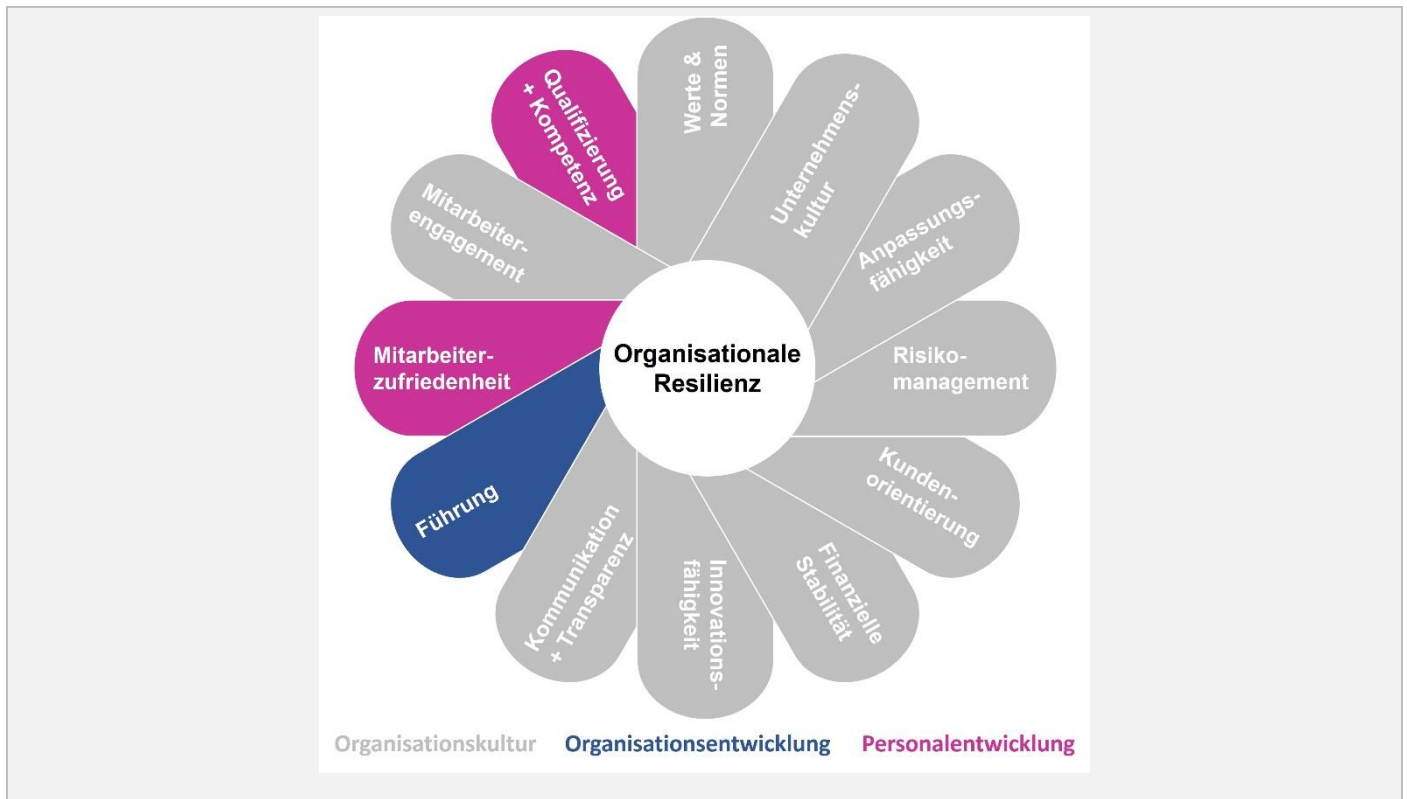 Werte &
Normen
Unternehmens-
kultur
Anpassungs-
fähigkeit
Risiko-
management
Kunden-
orientierung
Finanzielle
Stabilität
Innovations-
fähigkeit
Kommunikation
+ Transparenz
Führung
Mitarbeiter-
zufriedenheit
Mitarbeiter-
engagement
Qualifizierung
+ Kompetenz
Organisationale
Resilienz
Organisationskultur
Organisationsentwicklung
Personalentwicklung